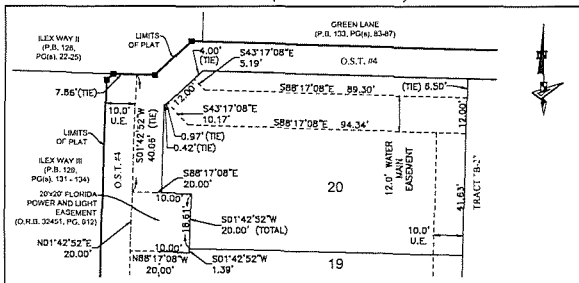 ILEX WAY II
(P.B. 126,
PG(s). 22-25)
LIMITS
OF PLAT
GREEN LANE
(P.B. 133, PG(s). 83-87)
4.00'
(TIE)
S43°17'08"E
5.19'
O.S.T. #4
7.86' (TIE)
12.00'
S88°17'08"E 89.30'
(TIE) 6.50'
10.0'
U.E.
S01°42'52"W
40.06' (TIE)
S43°17'08"E
10.17'
S88°17'08"E 94.34'
12.00'
LIMITS
OF PLAT
O.S.T. #4
0.97' (TIE)
0.42' (TIE)
ILEX WAY III
(P.B. 129,
PG(s). 131 - 134)
S88°17'08"E
20.00'
20
12.0' WATER
MAIN
EASEMENT
TRACT "B-2"
41.63'
20'x20' FLORIDA
POWER AND LIGHT
EASEMENT
(O.R.B. 32451, PG. 912)
10.00'
18.61'
S01°42'52"W
20.00' (TOTAL)
N01°42'52"E
20.00'
10.00'
10.0'
U.E.
N88°17'08"W
20.00'
S01°42'52"W
1.39'
19